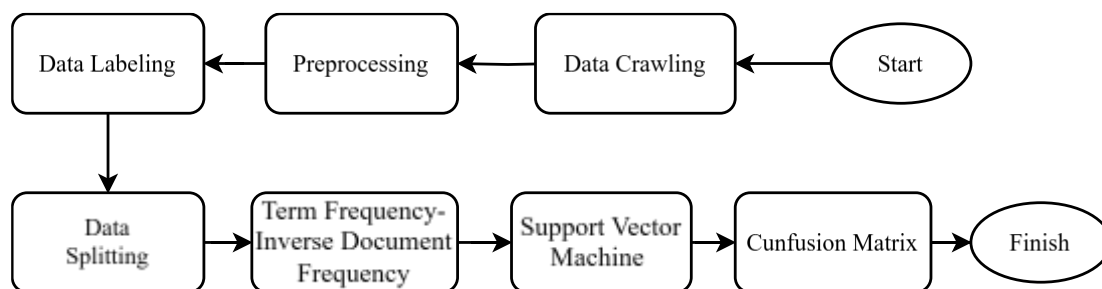 Data Labeling
Preprocessing
Data Crawling
Start
Data
Splitting
Term Frequency-
Inverse Document
Frequency
Support Vector
Machine
Cunfusion Matrix
Finish